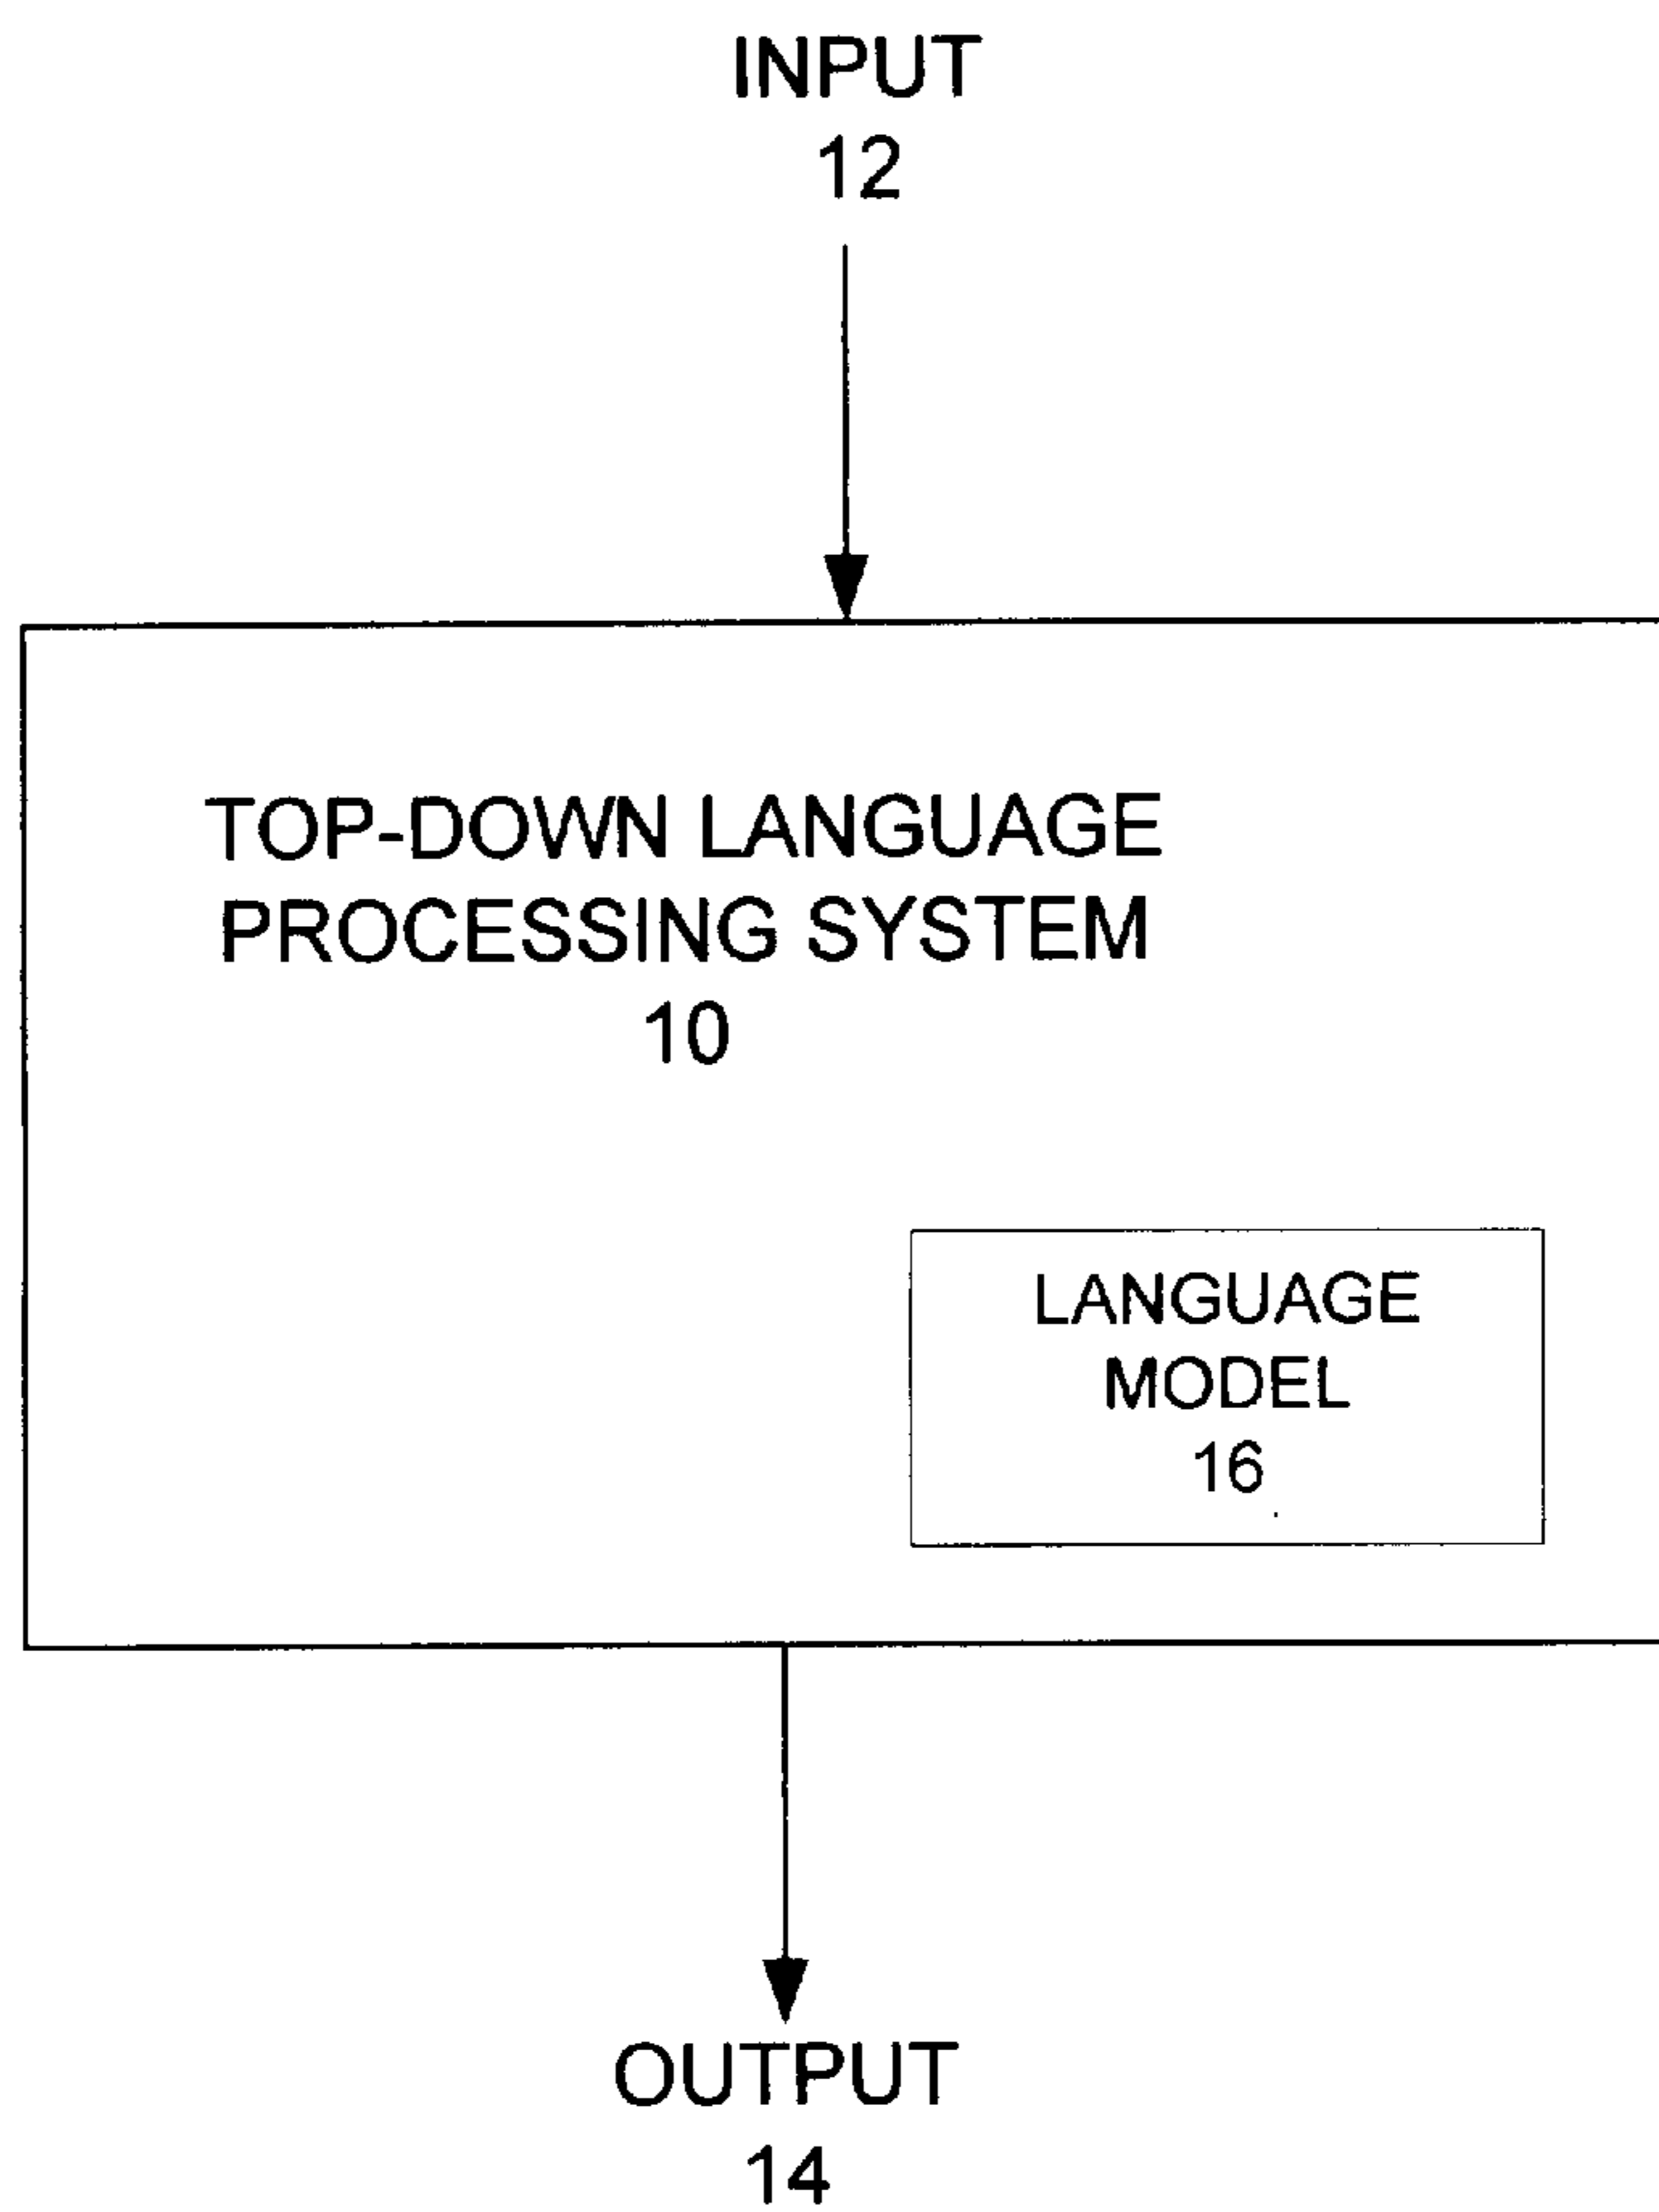 INPUT
12
TOP-DOWN LANGUAGE
PROCESSING SYSTEM
10
LANGUAGE
MODEL
16
OUTPUT
14